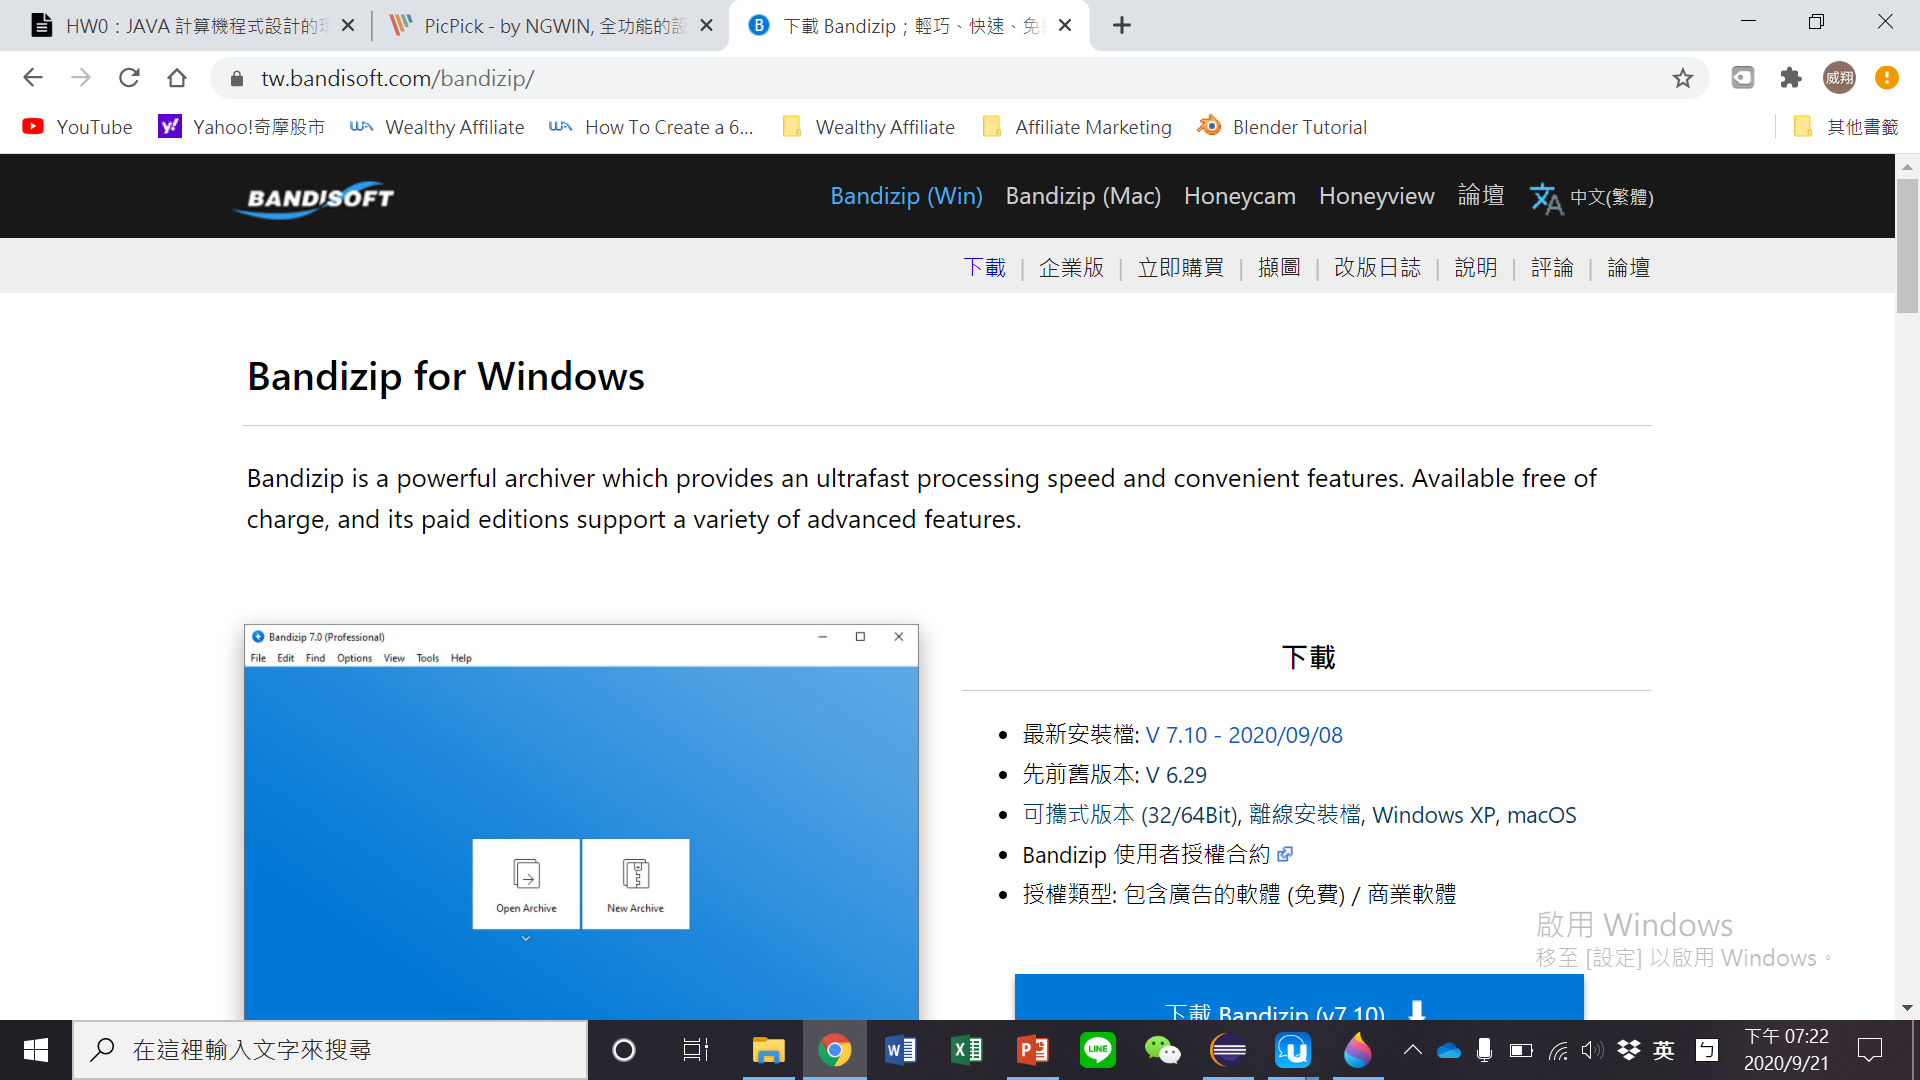 HW0：JAVA 計算機程式設計的
PicPick - by NGWIN, 全功能的設
下載 Bandizip；輕巧、快速、免
tw.bandisoft.com/bandizip/
威翔
YouTube
Yahoo!奇摩股市
Wealthy Affiliate
How To Create a 6...
Wealthy Affiliate
Affiliate Marketing
Blender Tutorial
其他書籤
BANDISOFT
Bandizip (Win) Bandizip (Mac) Honeycam Honeyview 論壇 中文(繁體)
下載 | 企業版 | 立即購買 | 擷圖 | 改版日誌 | 說明 | 評論 | 論壇
Bandizip for Windows
Bandizip is a powerful archiver which provides an ultrafast processing speed and convenient features. Available free of
charge, and its paid editions support a variety of advanced features.
Bandizip 7.0 (Professional)
File Edit Find Options View Tools Help
Open Archive
New Archive
下載
最新安裝檔: V 7.10 - 2020/09/08
先前舊版本: V 6.29
可攜式版本 (32/64Bit), 離線安裝檔, Windows XP, macOS
Bandizip 使用者授權合約
授權類型: 包含廣告的軟體 (免費) / 商業軟體
啟用 Windows
移至 [設定] 以啟用 Windows。
下載 Bandizip (v7.10)
在這裡輸入文字來搜尋
LINE
英
ㄅ
下午 07:22
2020/9/21